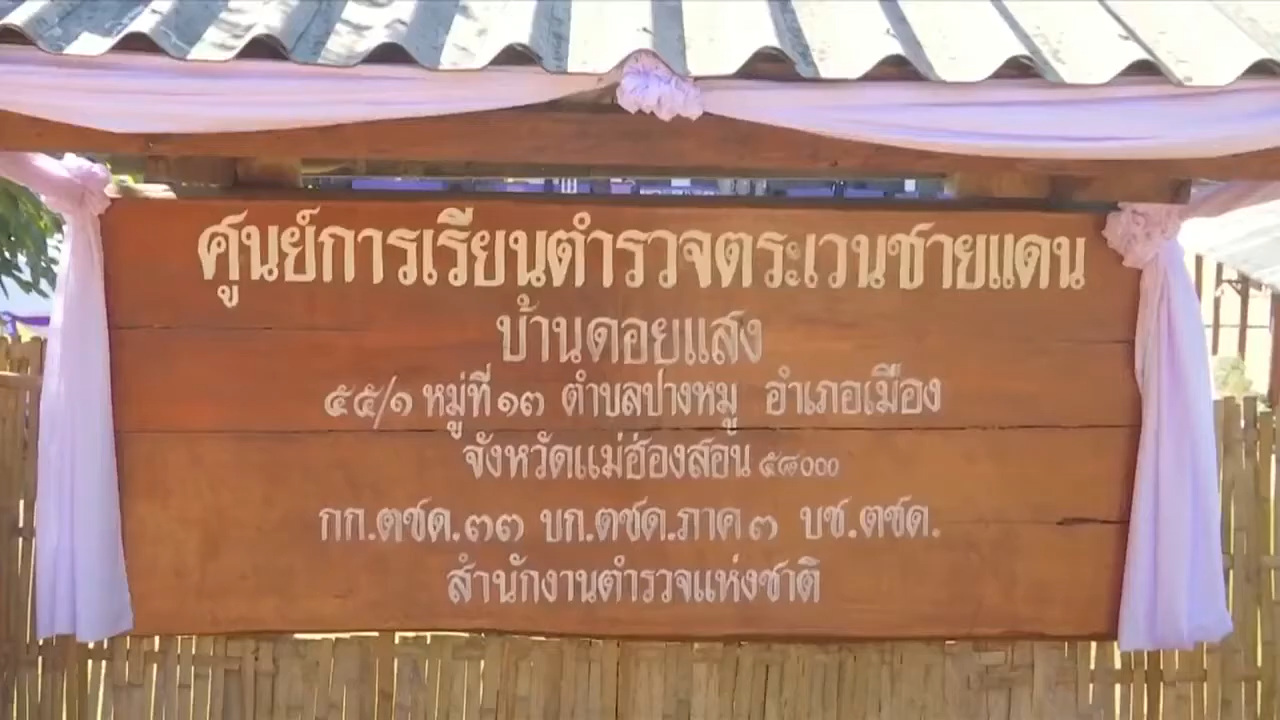 ศูนย์การเรียนตำรวจตระเวนชายแดน
บ้านดอยแสง
๕๕/๑ หมู่ที่ ๑๓ ตำบลปางหมู อำเภอเมือง
จังหวัดแม่ฮ่องสอน ๕๘๐๐๐
กก.ตชด.๓๓ บก.ตชด.ภาค ๓ บช.ตชด.
สำนักงานตำรวจแห่งชาติ